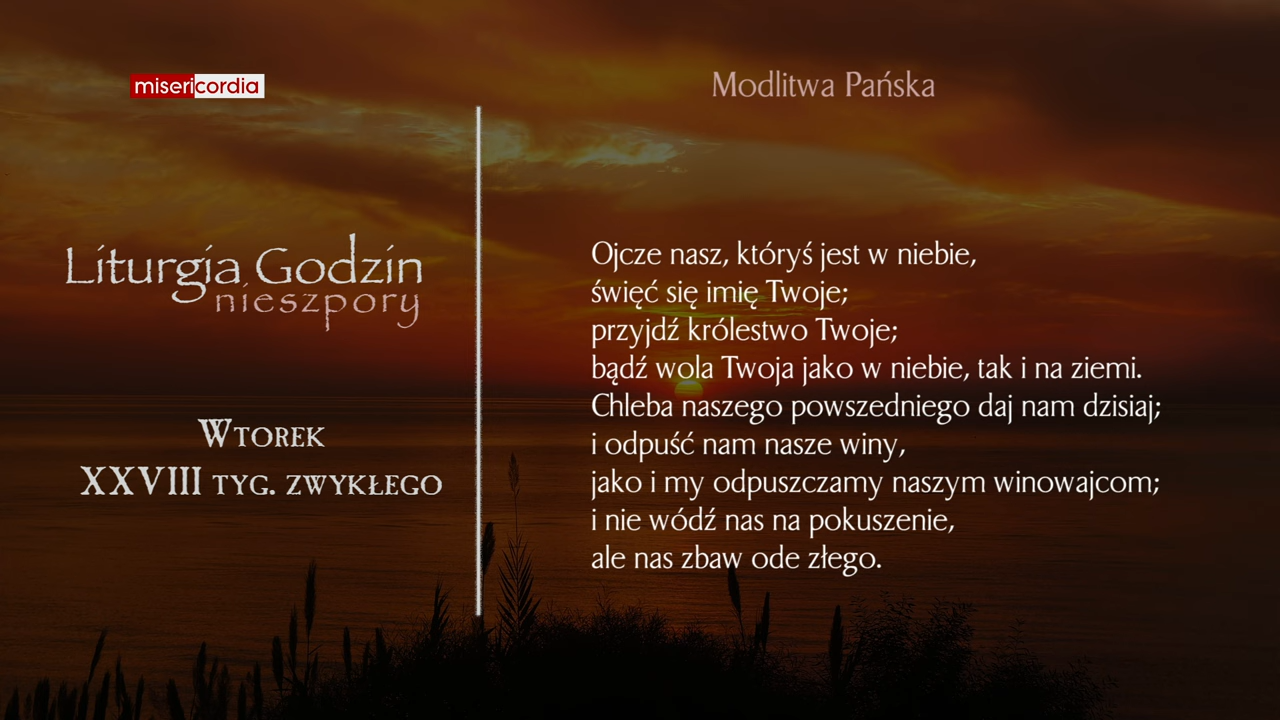 misericordia
Liturgia Godzin
nieszpory
Wtorek
XXVIII tyg. zwykłego
Modlitwa Pańska
Ojcze nasz, któryś jest w niebie,
święć się imię Twoje;
przyjdź królestwo Twoje;
bądź wola Twoja jako w niebie, tak i na ziemi.
Chleba naszego powszedniego daj nam dzisiaj;
i odpuść nam nasze winy,
jako i my odpuszczamy naszym winowajcom;
i nie wódź nas na pokuszenie,
ale nas zbaw ode złego.